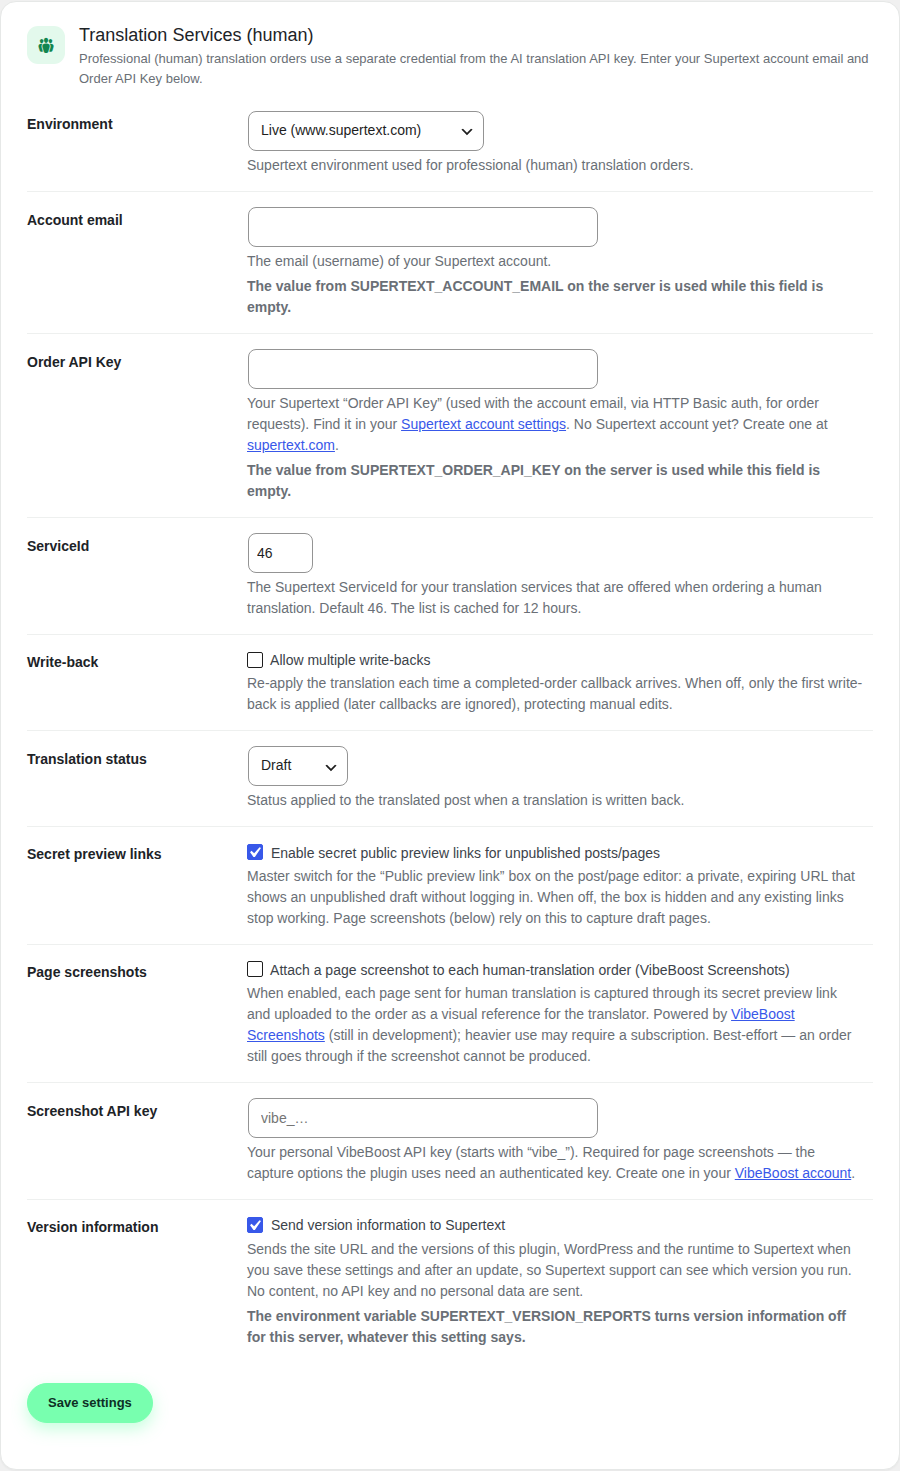 Translation Services (human)
Professional (human) translation orders use a separate credential from the AI translation API key. Enter your Supertext account email and
Order API Key below.
Environment
Live (www.supertext.com)
Supertext environment used for professional (human) translation orders.
Account email
The email (username) of your Supertext account.
The value from SUPERTEXT_ACCOUNT_EMAIL on the server is used while this field is
empty.
Order API Key
Your Supertext “Order API Key” (used with the account email, via HTTP Basic auth, for order
requests). Find it in your Supertext account settings. No Supertext account yet? Create one at
supertext.com.
The value from SUPERTEXT_ORDER_API_KEY on the server is used while this field is
empty.
ServiceId
46
The Supertext ServiceId for your translation services that are offered when ordering a human
translation. Default 46. The list is cached for 12 hours.
Write-back
Allow multiple write-backs
Re-apply the translation each time a completed-order callback arrives. When off, only the first write-
back is applied (later callbacks are ignored), protecting manual edits.
Translation status
Draft
Status applied to the translated post when a translation is written back.
Secret preview links
Enable secret public preview links for unpublished posts/pages
Master switch for the “Public preview link” box on the post/page editor: a private, expiring URL that
shows an unpublished draft without logging in. When off, the box is hidden and any existing links
stop working. Page screenshots (below) rely on this to capture draft pages.
Page screenshots
Attach a page screenshot to each human-translation order (VibeBoost Screenshots)
When enabled, each page sent for human translation is captured through its secret preview link
and uploaded to the order as a visual reference for the translator. Powered by VibeBoost
Screenshots (still in development); heavier use may require a subscription. Best-effort — an order
still goes through if the screenshot cannot be produced.
Screenshot API key
vibe_…
Your personal VibeBoost API key (starts with “vibe_”). Required for page screenshots — the
capture options the plugin uses need an authenticated key. Create one in your VibeBoost account.
Version information
Send version information to Supertext
Sends the site URL and the versions of this plugin, WordPress and the runtime to Supertext when
you save these settings and after an update, so Supertext support can see which version you run.
No content, no API key and no personal data are sent.
The environment variable SUPERTEXT_VERSION_REPORTS turns version information off
for this server, whatever this setting says.
Save settings